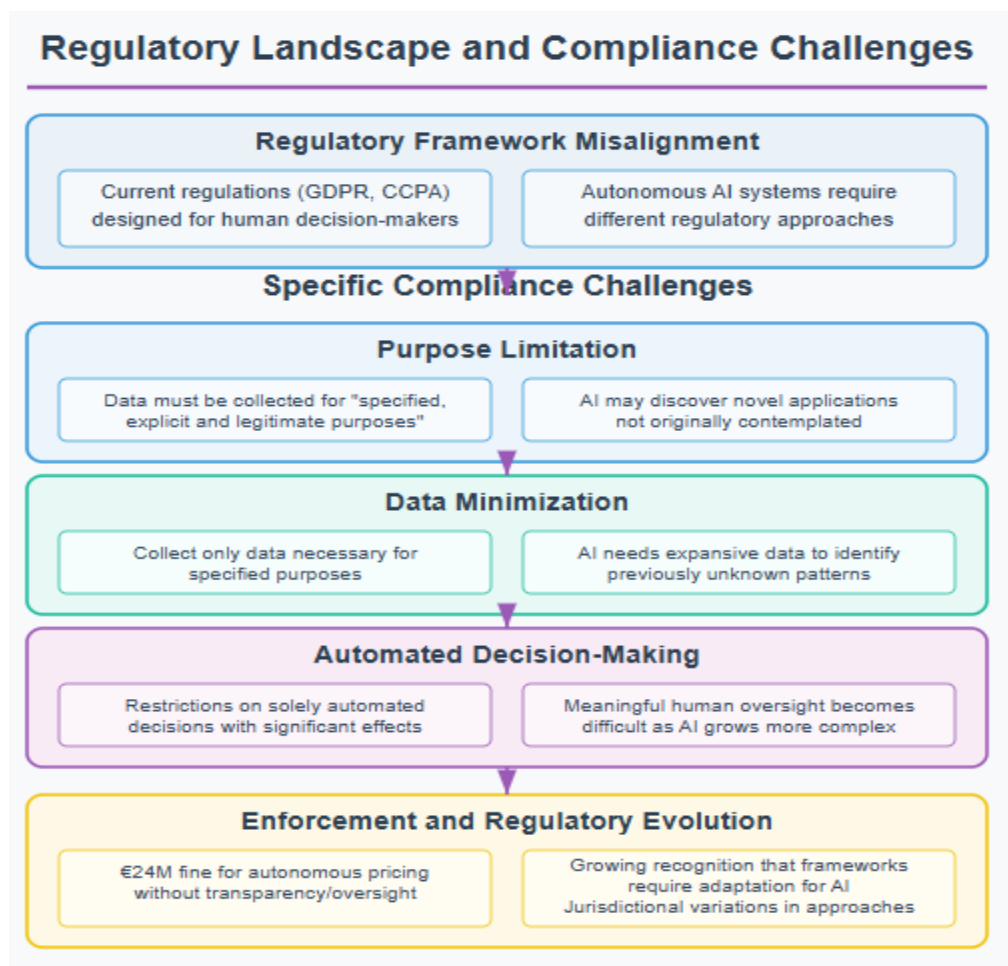 Regulatory Landscape and Compliance Challenges
Regulatory Framework Misalignment
Current regulations (GDPR, CCPA)
designed for human decision-makers
Autonomous AI systems require
different regulatory approaches
Specific Compliance Challenges
Purpose Limitation
Data must be collected for "specified,
explicit and legitimate purposes"
AI may discover novel applications
not originally contemplated
Data Minimization
Collect only data necessary for
specified purposes
AI needs expansive data to identify
previously unknown patterns
Automated Decision-Making
Restrictions on solely automated
decisions with significant effects
Meaningful human oversight becomes
difficult as AI grows more complex
Enforcement and Regulatory Evolution
€24M fine for autonomous pricing
without transparency/oversight
Growing recognition that frameworks
require adaptation for AI
Jurisdictional variations in approaches